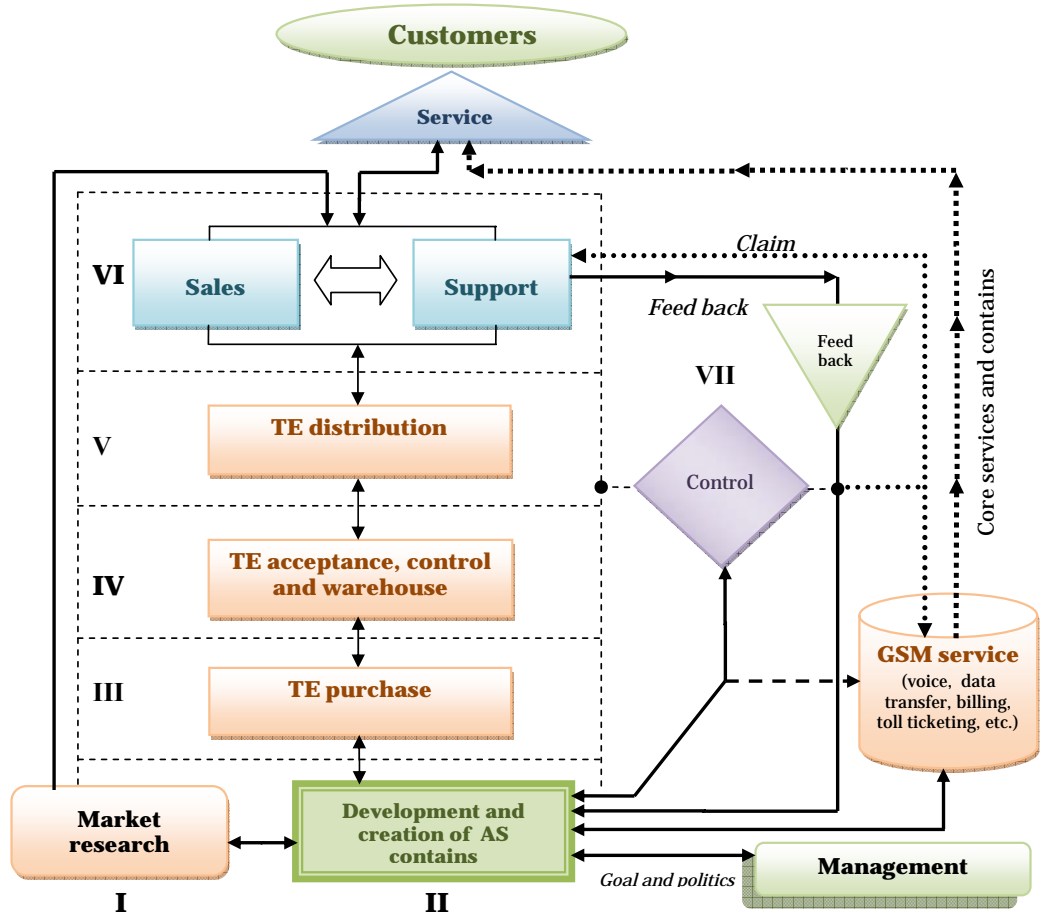 Customers
Service
VI
Sales
Support
Claim
Feed back
Feed
back
Core services and contains
VII
Control
V
TE distribution
IV
TE acceptance, control
and warehouse
III
TE purchase
GSM service
(voice, data
transfer, billing,
toll ticketing, etc.)
Market
research
Development and
creation of AS
contains
Goal and politics
Management
I
II